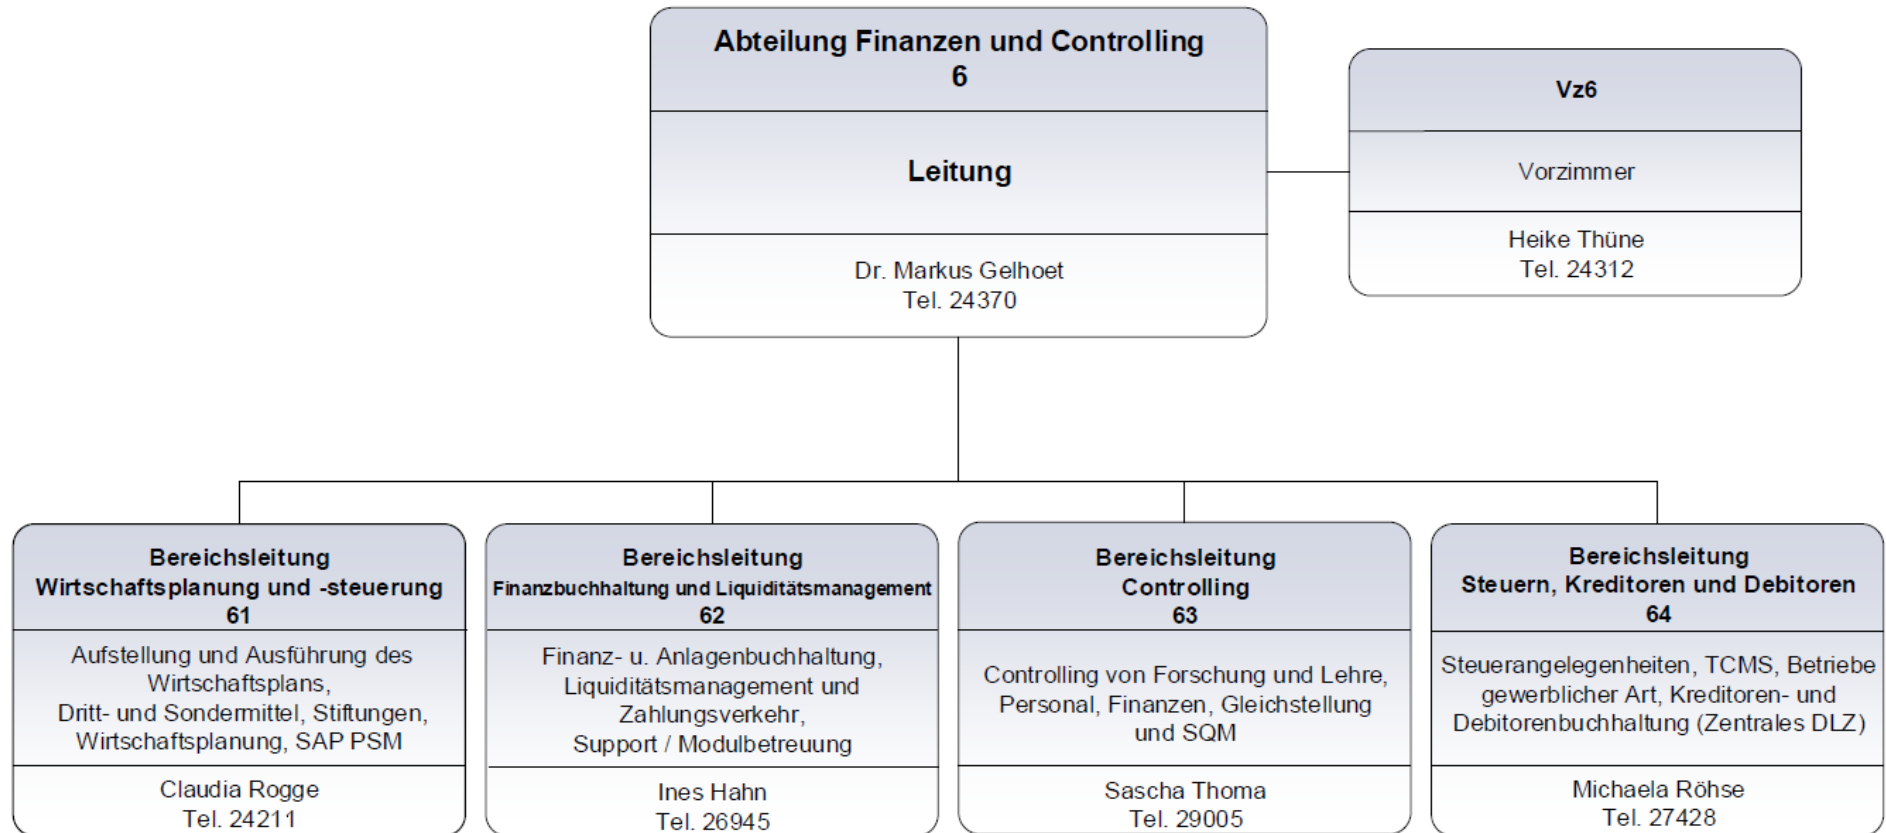 Abteilung Finanzen und Controlling
6
Leitung
Dr. Markus Gelhoet
Tel. 24370
Vz6
Vorzimmer
Heike Thüne
Tel. 24312
Bereichsleitung
Wirtschaftsplanung und -steuerung
61
Aufstellung und Ausführung des
Wirtschaftsplans,
Dritt- und Sondermittel, Stiftungen,
Wirtschaftsplanung, SAP PSM
Claudia Rogge
Tel. 24211
Bereichsleitung
Finanzbuchhaltung und Liquiditätsmanagement
62
Finanz- u. Anlagenbuchhaltung,
Liquiditätsmanagement und
Zahlungsverkehr,
Support / Modulbetreuung
Ines Hahn
Tel. 26945
Bereichsleitung
Controlling
63
Controlling von Forschung und Lehre,
Personal, Finanzen, Gleichstellung
und SQM
Sascha Thoma
Tel. 29005
Bereichsleitung
Steuern, Kreditoren und Debitoren
64
Steuerangelegenheiten, TCMS, Betriebe
gewerblicher Art, Kreditoren- und
Debitorenbuchhaltung (Zentrales DLZ)
Michaela Röhse
Tel. 27428